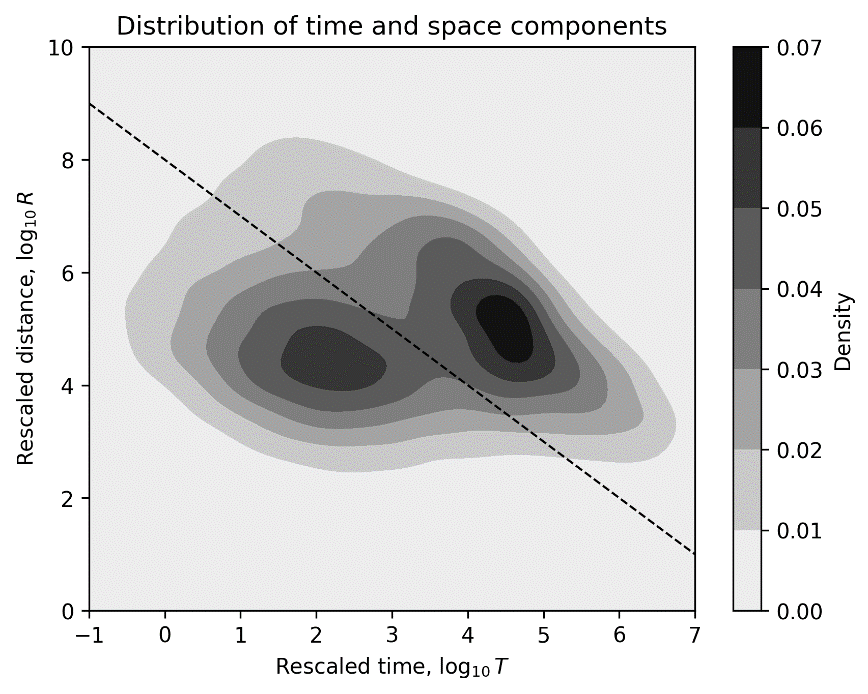 Distribution of time and space components
10
8
6
4
2
0
Rescaled distance, log₁₀ R
−1 0 1 2 3 4 5 6 7
Rescaled time, log₁₀ T
0.07
0.06
0.05
0.04
0.03
0.02
0.01
0.00
Density